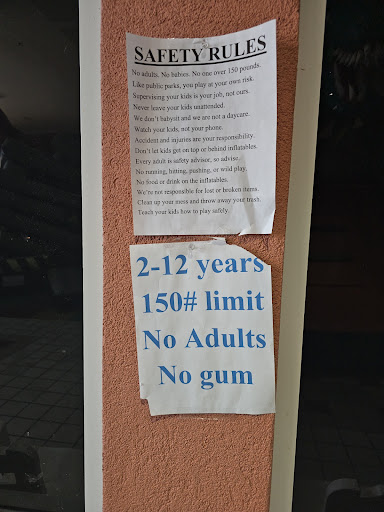 SAFETY RULES
No adults. No babies. No one over 150 pounds.
Like public parks, you play at your own risk.
Supervising your kids is your job, not ours.
Never leave your kids unattended.
We don't babysit and we are not a daycare.
Watch your kids, not your phone.
Accident and injuries are your responsibility.
Don't let kids get on top or behind inflatables.
Every adult is safety advisor, so advise.
No running, hitting, pushing, or wild play.
No food or drink on the inflatables.
We're not responsible for lost or broken items.
Clean up your mess and throw away your trash.
Teach your kids how to play safely.
2-12 years
150# limit
No Adults
No gum